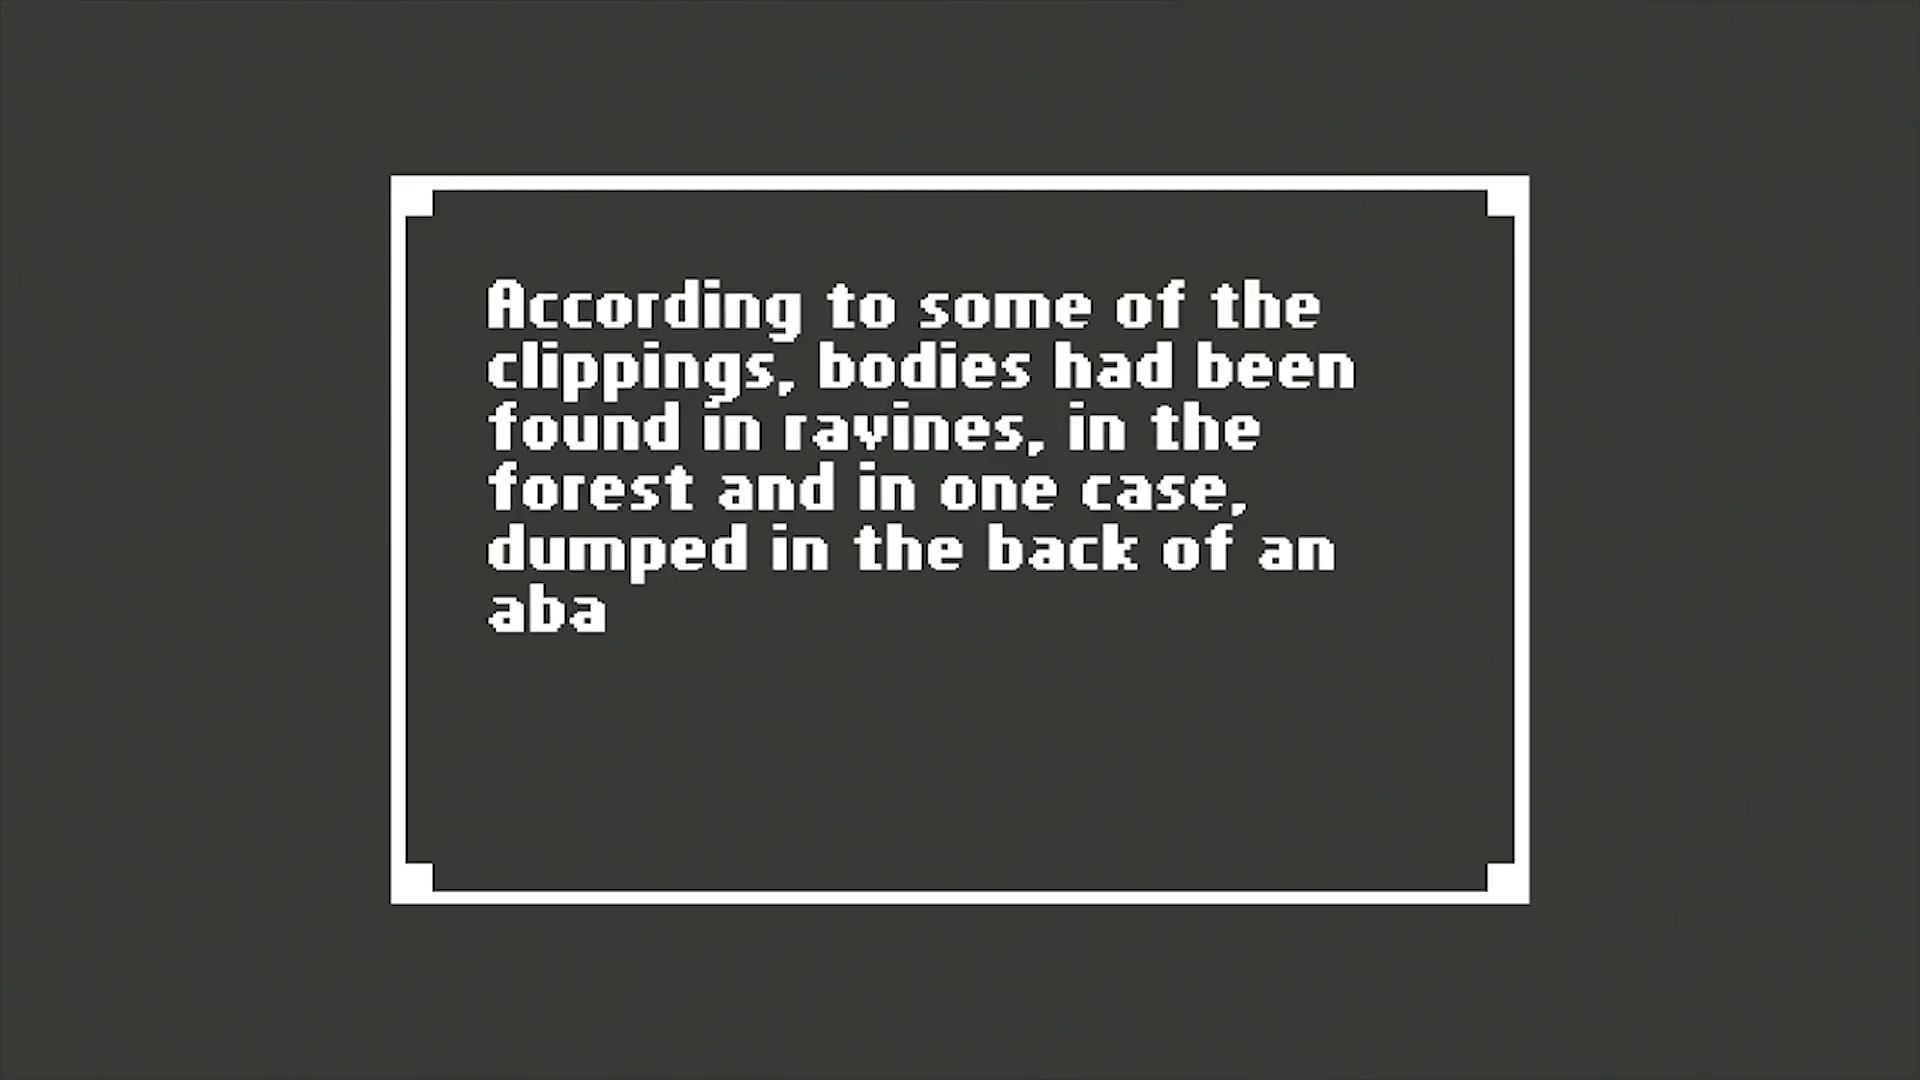 According to some of the
clippings, bodies had been
found in ravines, in the
forest and in one case,
dumped in the back of an
aba